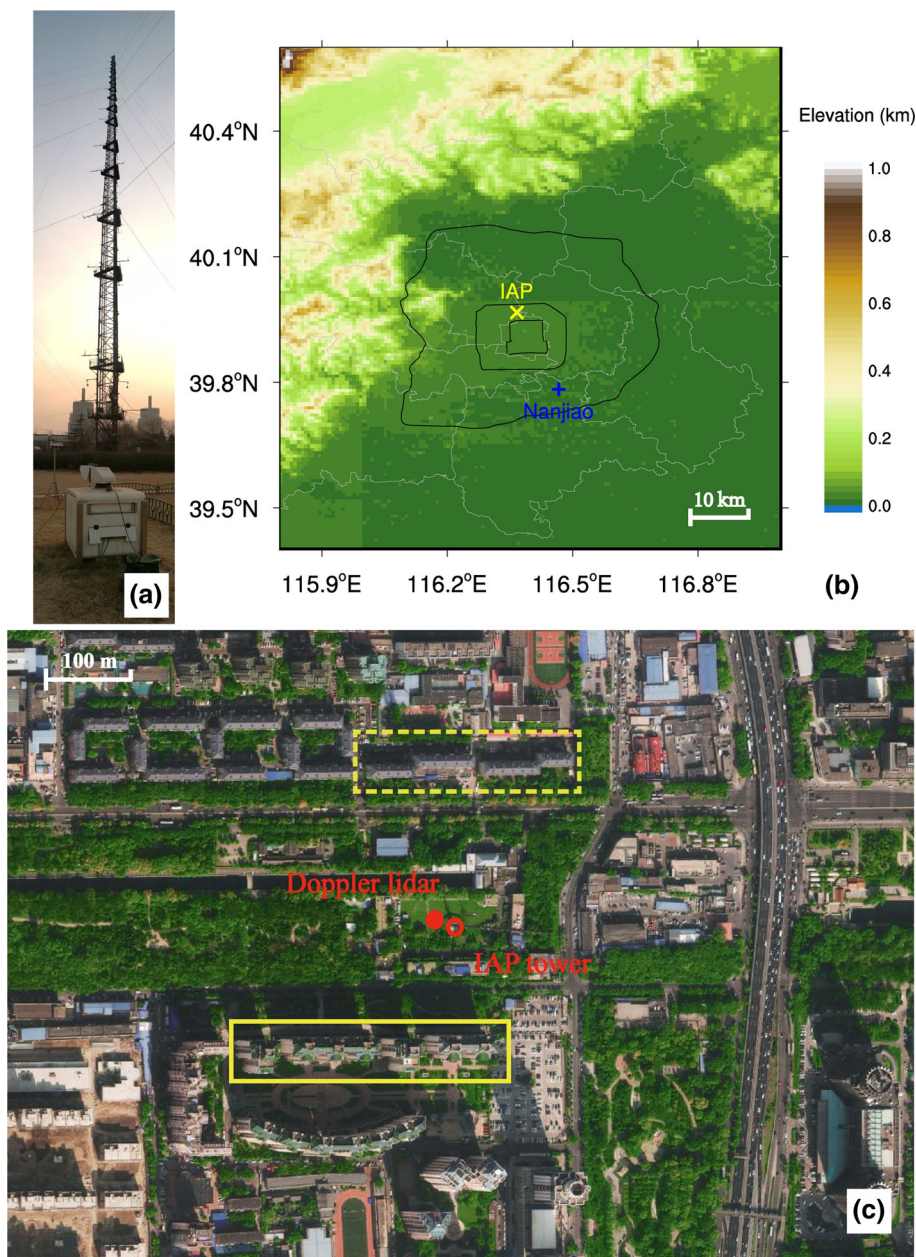 (a)
40.4°N
40.1°N
39.8°N
39.5°N
115.9°E 116.2°E 116.5°E 116.8°E
IAP
Nanjiao
10 km
(b)
Elevation (km)
1.0
0.8
0.6
0.4
0.2
0.0
100 m
Doppler lidar
IAP tower
(c)